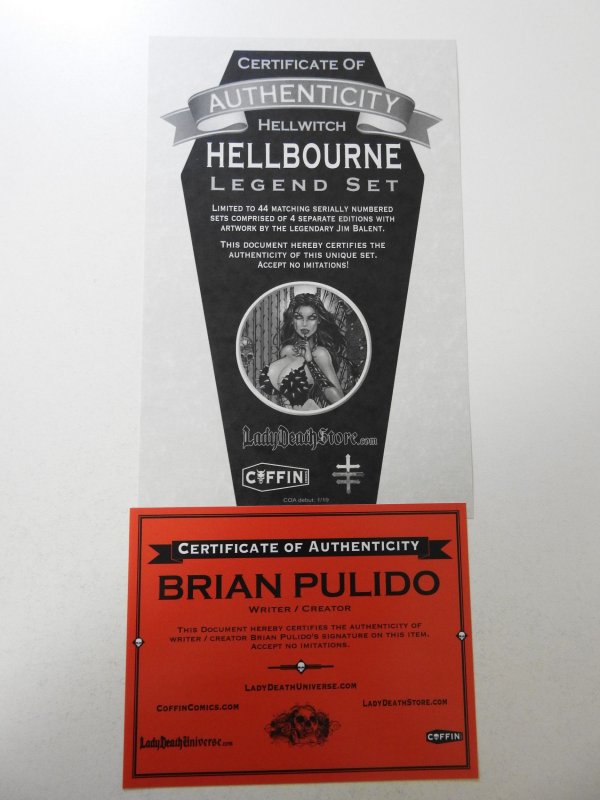 CERTIFICATE OF
AUTHENTICITY
HELLWITCH
HELLBOURNE
LEGEND SET
LIMITED TO 44 MATCHING SERIALLY NUMBERED
SETS COMPRISED OF 4 SEPARATE EDITIONS WITH
ARTWORK BY THE LEGENDARY JIM BALENT.
THIS DOCUMENT HEREBY CERTIFIES THE
AUTHENTICITY OF THIS UNIQUE SET.
ACCEPT NO IMITATIONS!
LadyDeathStore.com
COFFIN
COA debut: 1/19
CERTIFICATE OF AUTHENTICITY
BRIAN PULIDO
WRITER / CREATOR
THIS DOCUMENT HEREBY CERTIFIES THE AUTHENTICITY OF
WRITER / CREATOR BRIAN PULIDO'S SIGNATURE ON THIS ITEM.
ACCEPT NO IMITATIONS.
LADYDEATHUNIVERSE.COM
COFFINCOMICS.COM
LADYDEATHSTORE.COM
LadyDeathUniverse.com
COFFIN